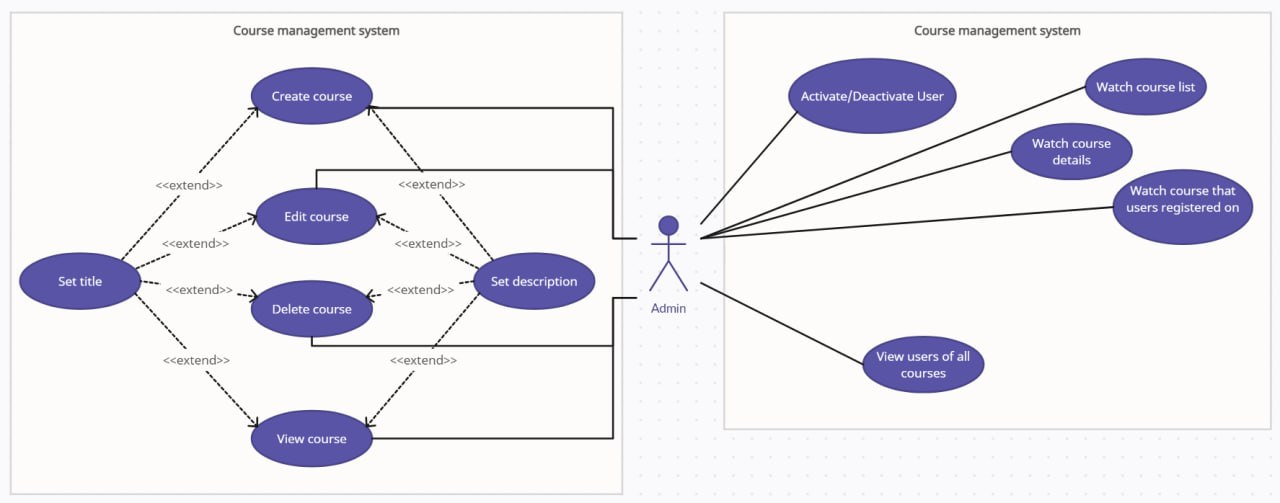 Course management system
Create course
<<extend>>
<<extend>>
Edit course
<<extend>>
<<extend>>
Set title
Set description
<<extend>>
<<extend>>
Delete course
<<extend>>
<<extend>>
View course
Admin
Course management system
Activate/Deactivate User
Watch course list
Watch course
details
Watch course that
users registered on
View users of all
courses